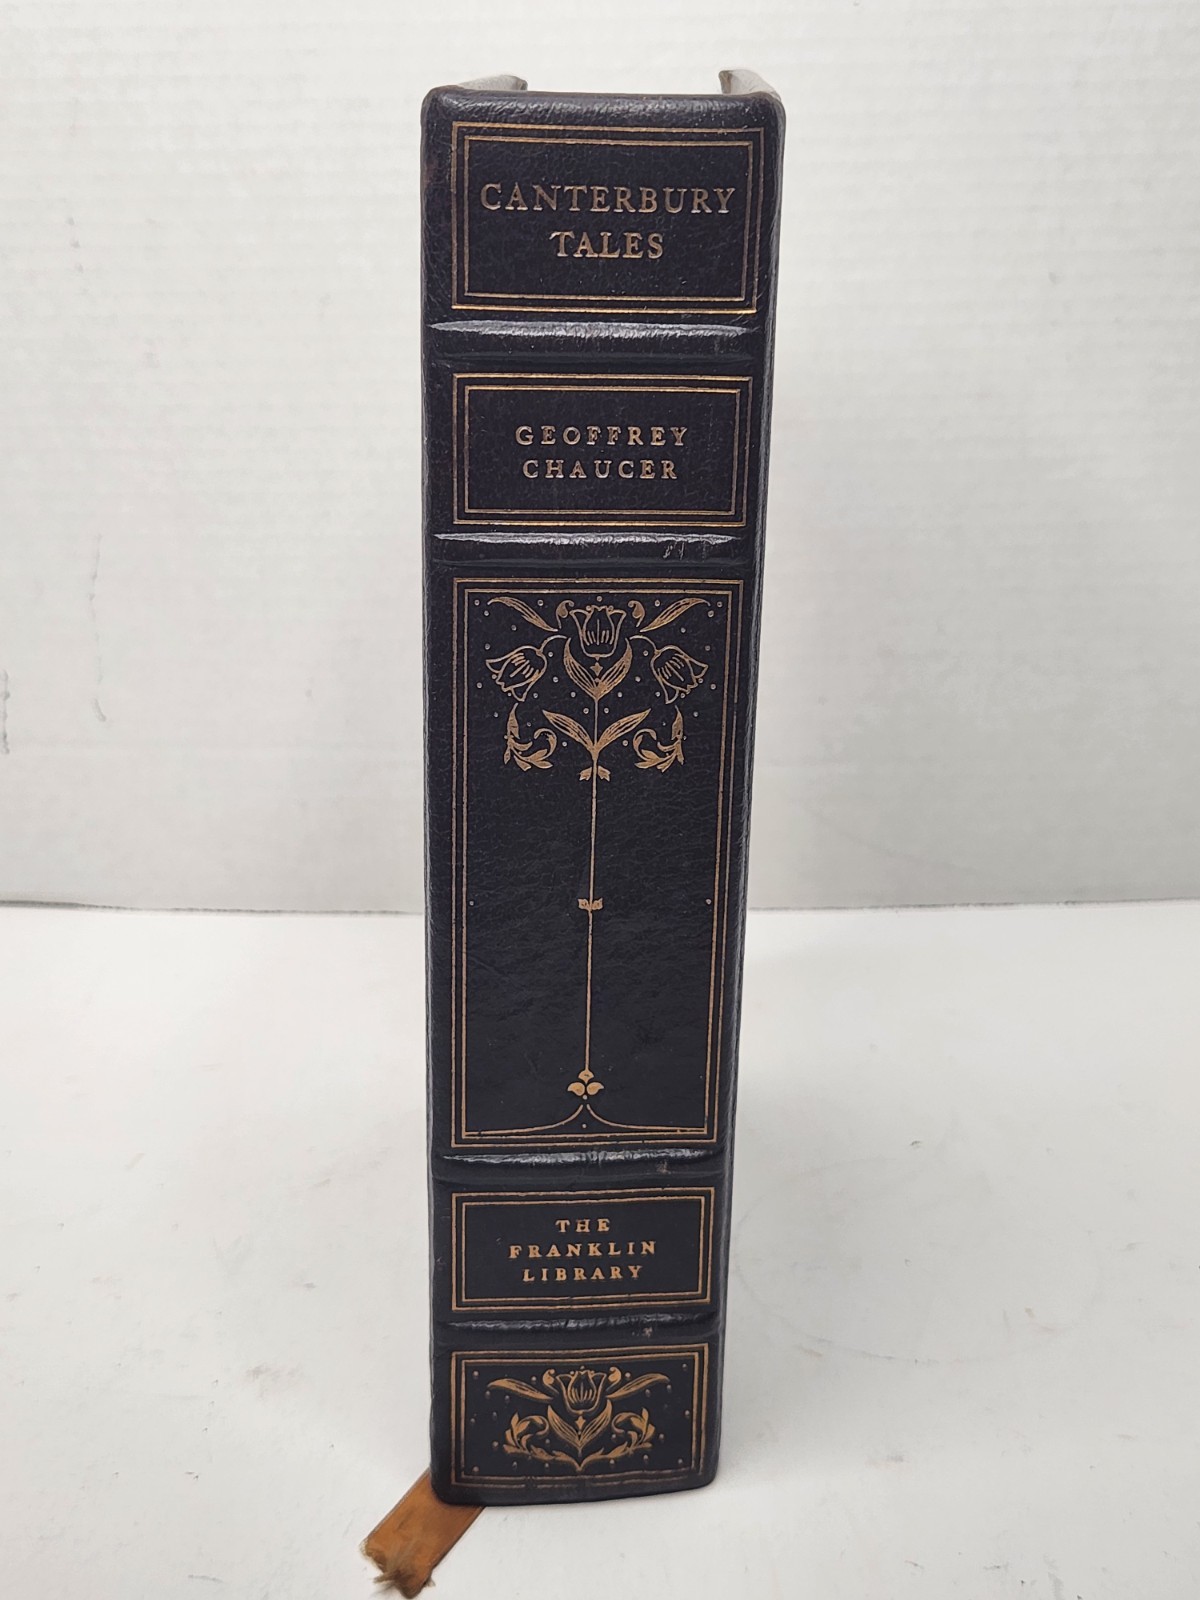 CANTERBURY
TALES
GEOFFREY
CHAUCER
THE
FRANKLIN
LIBRARY